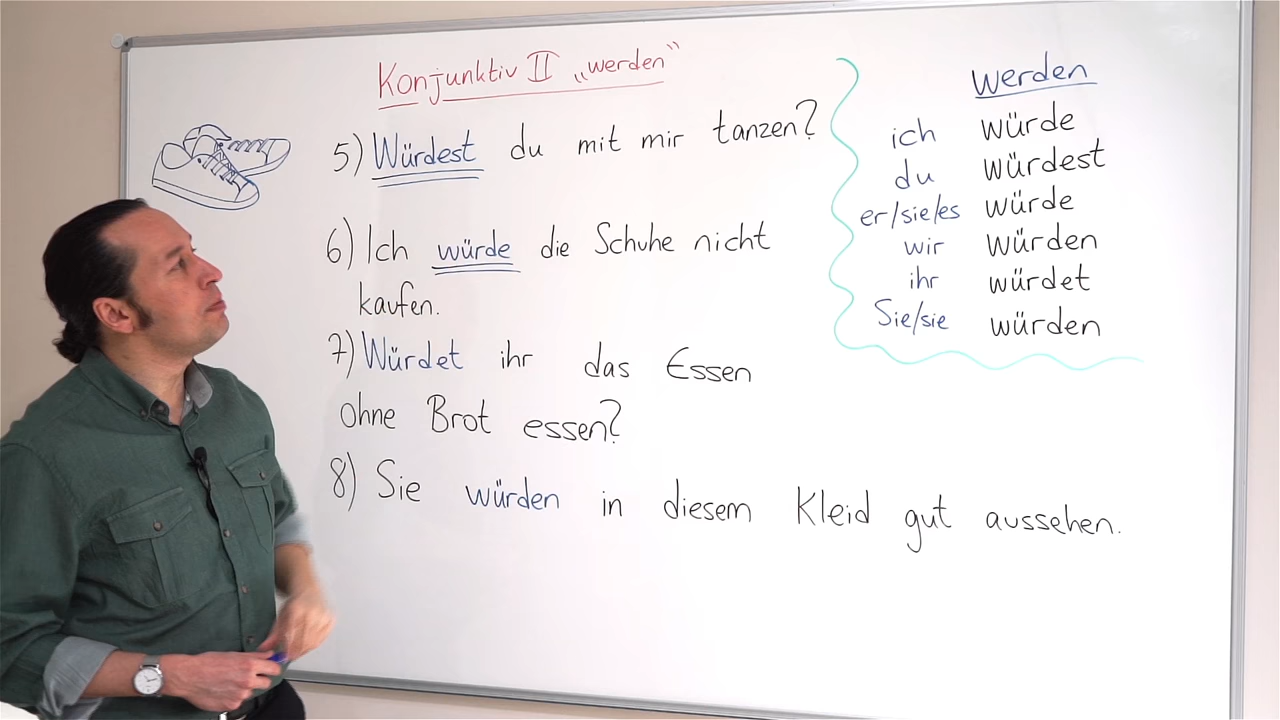 Konjunktiv II „werden“
5) Würdest du mit mir tanzen?
6) Ich würde die Schuhe nicht
kaufen.
7) Würdet ihr das Essen
ohne Brot essen?
8) Sie würden in diesem Kleid gut aussehen.
werden
ich würde
du würdest
er/sie/es würde
wir würden
ihr würdet
Sie/sie würden